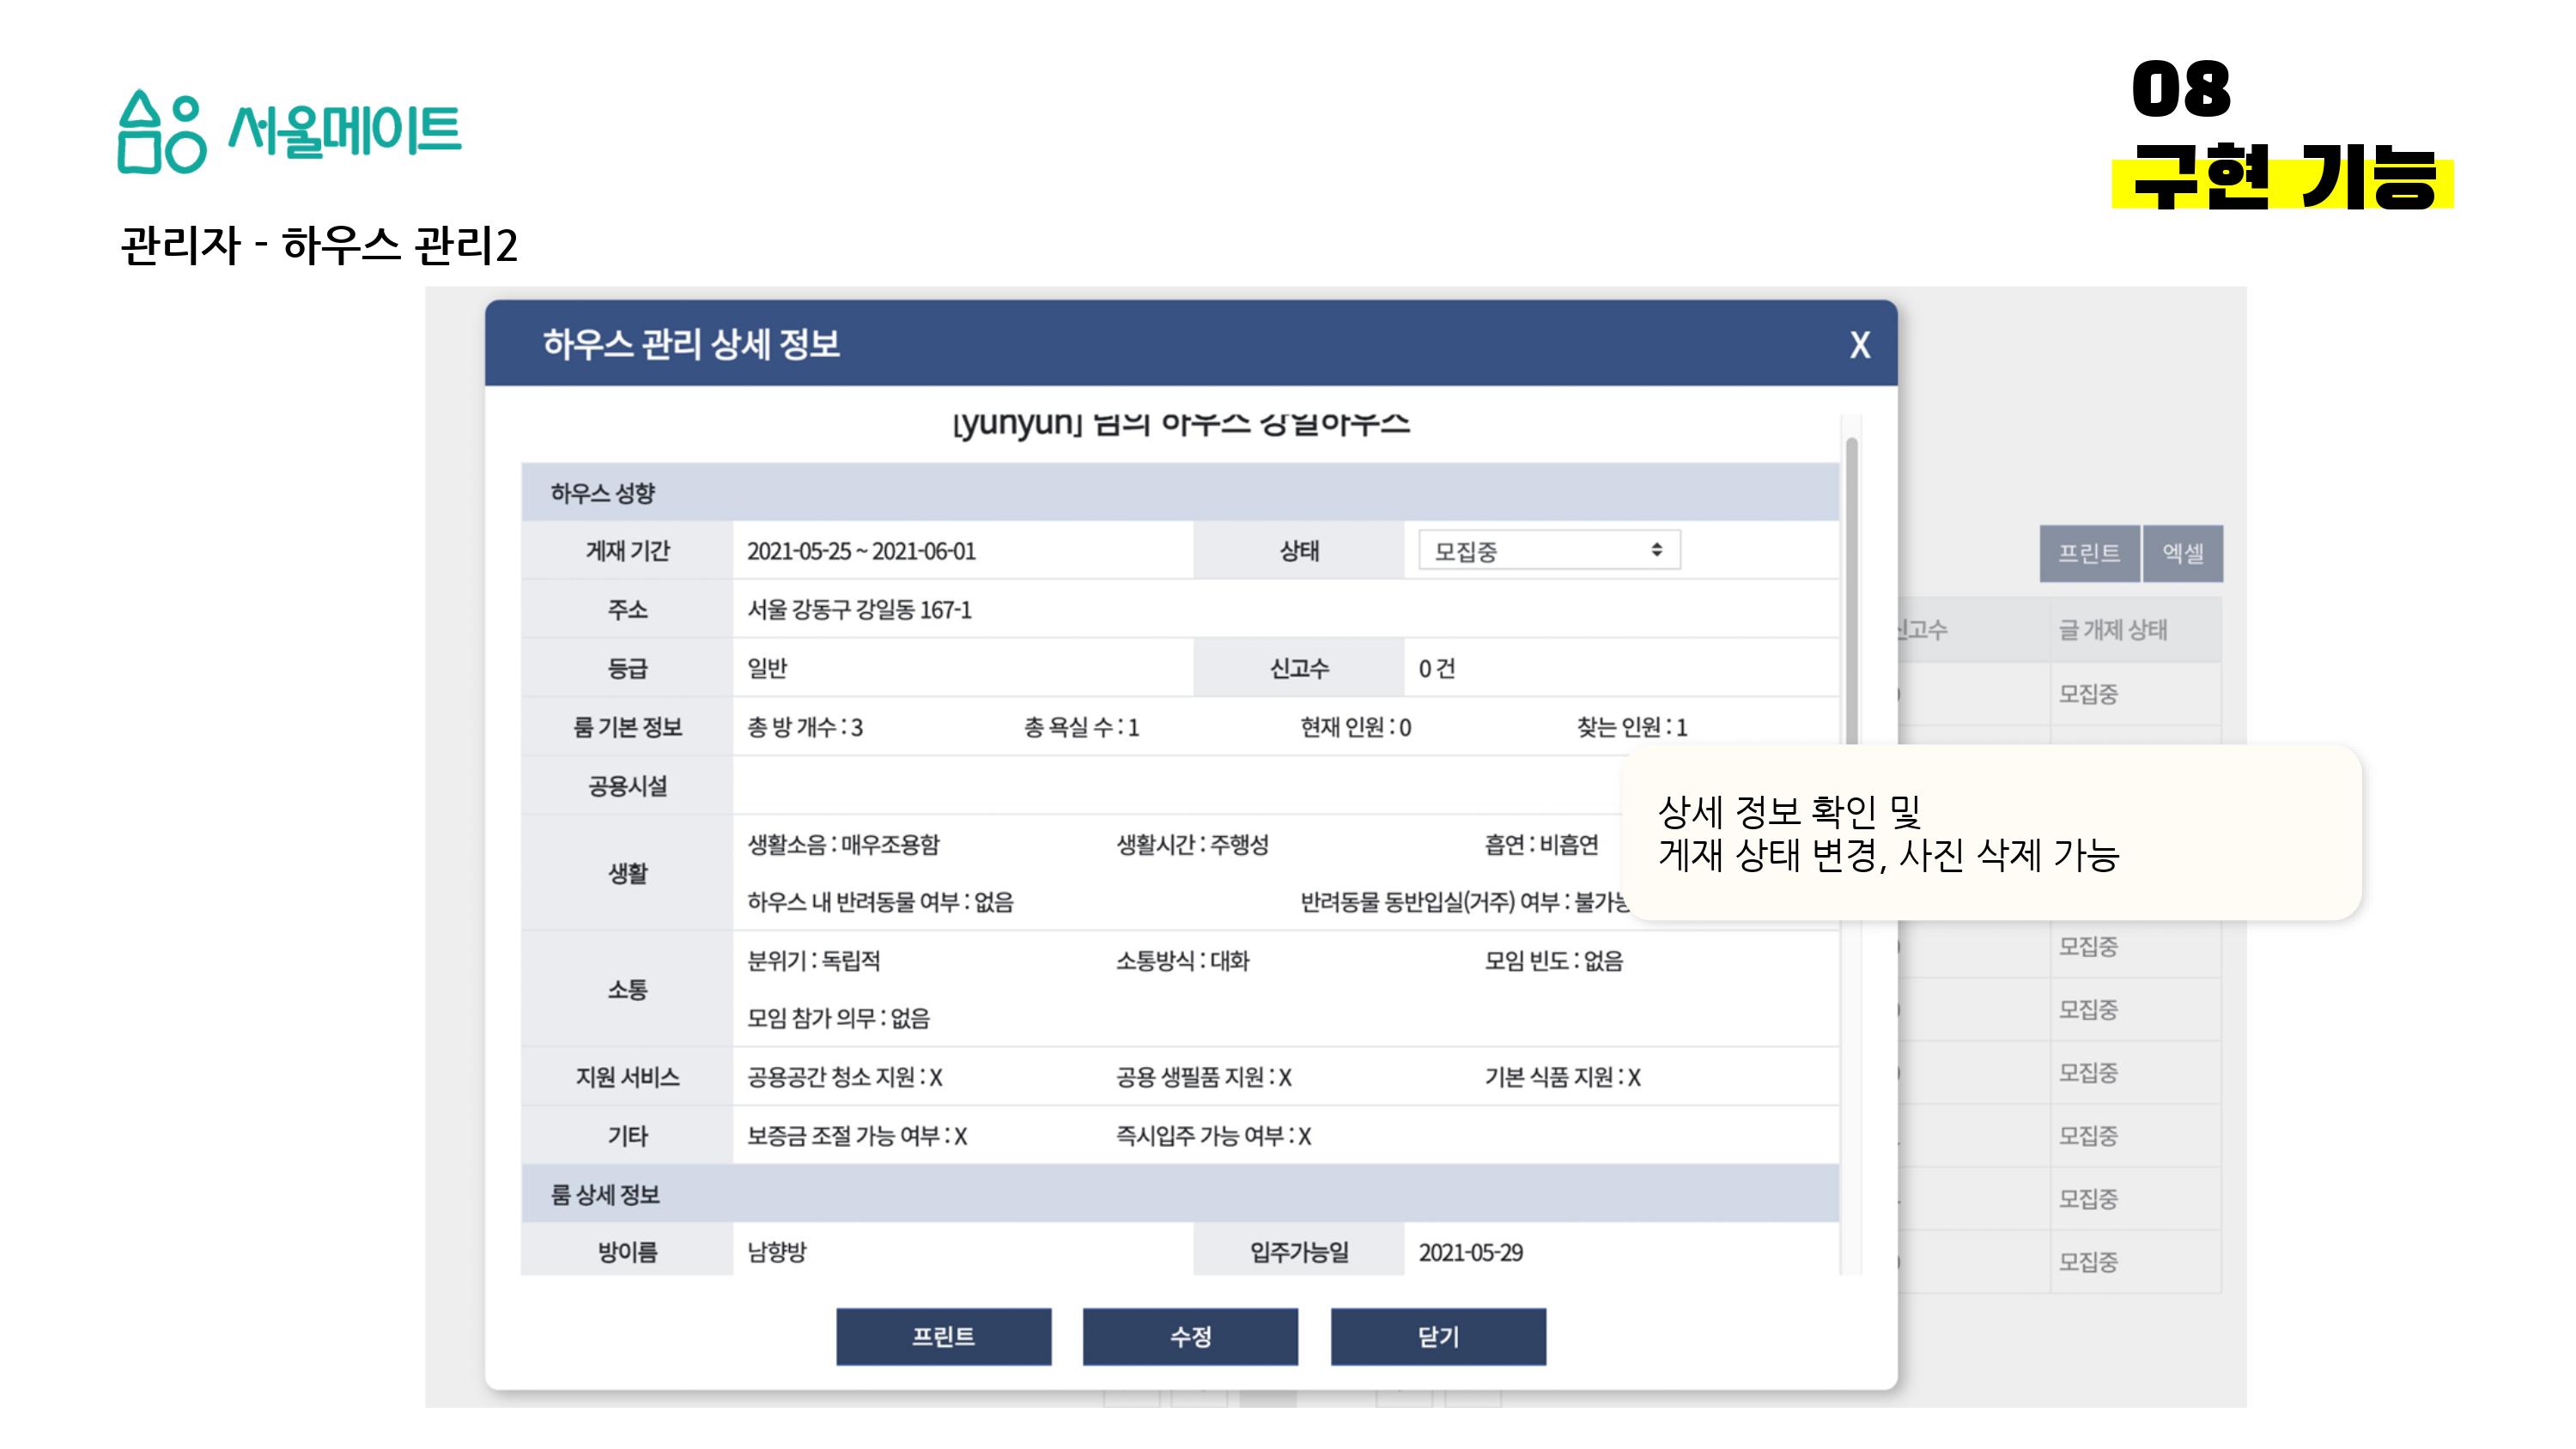 서울메이트
08
구현 기능
관리자 - 하우스 관리2
하우스 관리 상세 정보 X
[yunyun] 님의 하우스 강일하우스
하우스 성향
게재 기간 2021-05-25 ~ 2021-06-01 상태 모집중
주소 서울 강동구 강일동 167-1
등급 일반 신고수 0 건
룸 기본 정보 총 방 개수 : 3 총 욕실 수 : 1 현재 인원 : 0 찾는 인원 : 1
공용시설
생활
생활소음 : 매우조용함 생활시간 : 주행성 흡연 : 비흡연
하우스 내 반려동물 여부 : 없음 반려동물 동반입실(거주) 여부 :
소통
분위기 : 독립적 소통방식 : 대화 모임 빈도 : 없음
모임 참가 의무 : 없음
지원 서비스 공용공간 청소 지원 : X 공용 생필품 지원 : X 기본 식품 지원 : X
기타 보증금 조절 가능 여부 : X 즉시입주 가능 여부 : X
룸 상세 정보
방이름 남향방 입주가능일 2021-05-29
프린트 수정 닫기
상세 정보 확인 및
게재 상태 변경, 사진 삭제 가능
프린트 엑셀
신고수 글 개제 상태
모집중
모집중
모집중
모집중
모집중
모집중
모집중